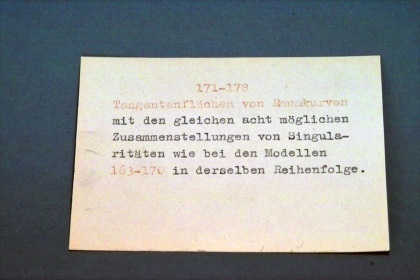 171-178
Tangentenflächen von Raumkurven
mit den gleichen acht möglichen
Zusammenstellungen von Singula-
ritäten wie bei den Modellen
163-170 in derselben Reihenfolge.